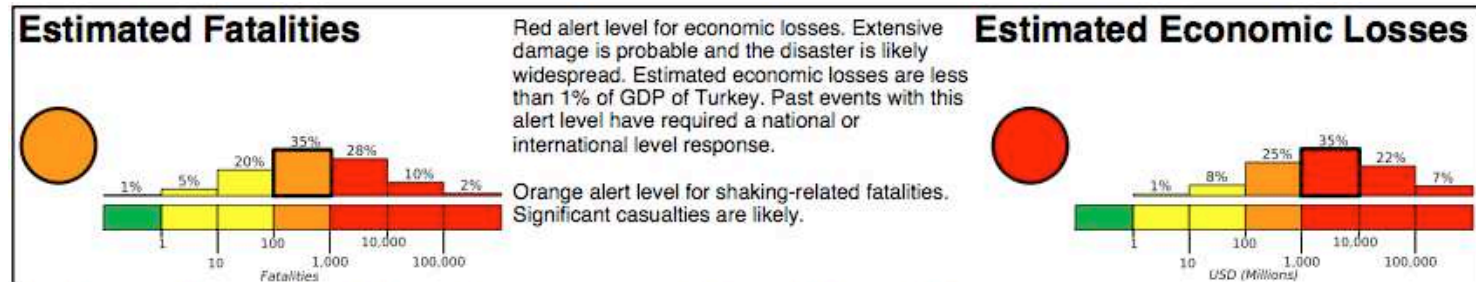 Estimated Fatalities
35%
28%
20%
10%
5%
2%
1%
1
100
10,000
10
1,000
100,000
Fatalities
Red alert level for economic losses. Extensive
damage is probable and the disaster is likely
widespread. Estimated economic losses are less
than 1% of GDP of Turkey. Past events with this
alert level have required a national or
international level response.
Orange alert level for shaking-related fatalities.
Significant casualties are likely.
Estimated Economic Losses
35%
25%
22%
8%
7%
1%
1
100
10,000
10
1,000
100,000
USD (Millions)